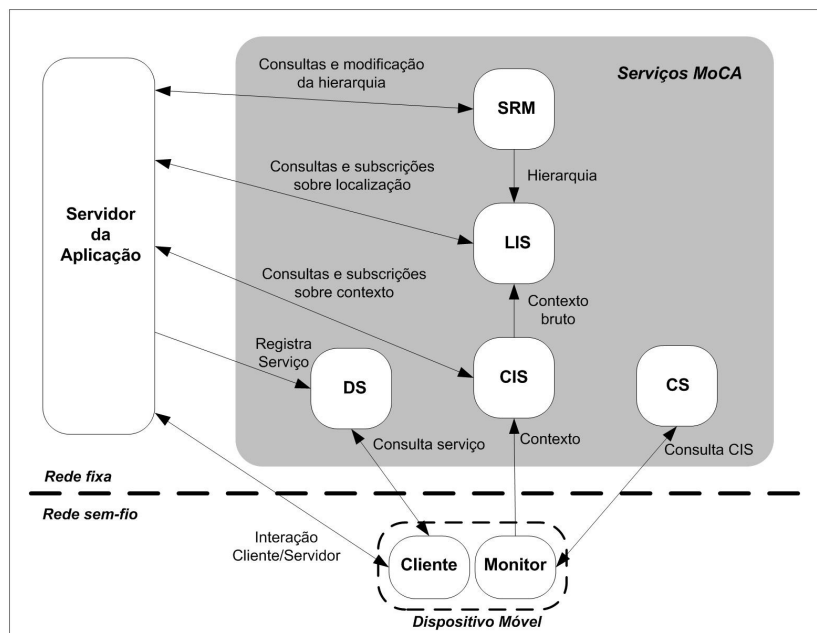 Consultas e modificação
da hierarquia
Serviços MoCA
SRM
Consultas e subscrições
sobre localização
Hierarquia
Servidor
da
Aplicação
LIS
Consultas e subscrições
sobre contexto
Contexto
bruto
Registra
Serviço
DS
CIS
CS
Consulta serviço
Contexto
Consulta CIS
Rede fixa
Rede sem-fio
Interação
Cliente/Servidor
Cliente
Monitor
Dispositivo Móvel